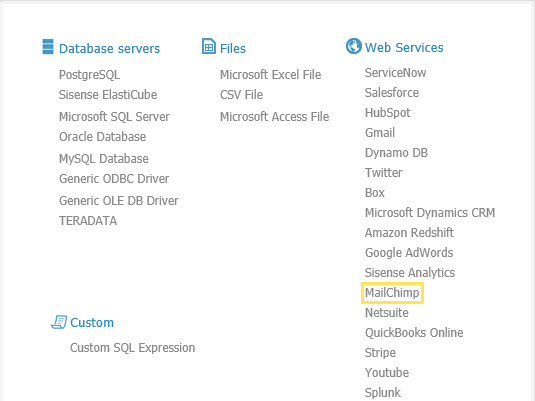 Database servers
PostgreSQL
Sisense ElastiCube
Microsoft SQL Server
Oracle Database
MySQL Database
Generic ODBC Driver
Generic OLE DB Driver
TERADATA
Files
Microsoft Excel File
CSV File
Microsoft Access File
Web Services
ServiceNow
Salesforce
HubSpot
Gmail
Dynamo DB
Twitter
Box
Microsoft Dynamics CRM
Amazon Redshift
Google AdWords
Sisense Analytics
MailChimp
Netsuite
QuickBooks Online
Stripe
Youtube
Splunk
Custom
Custom SQL Expression